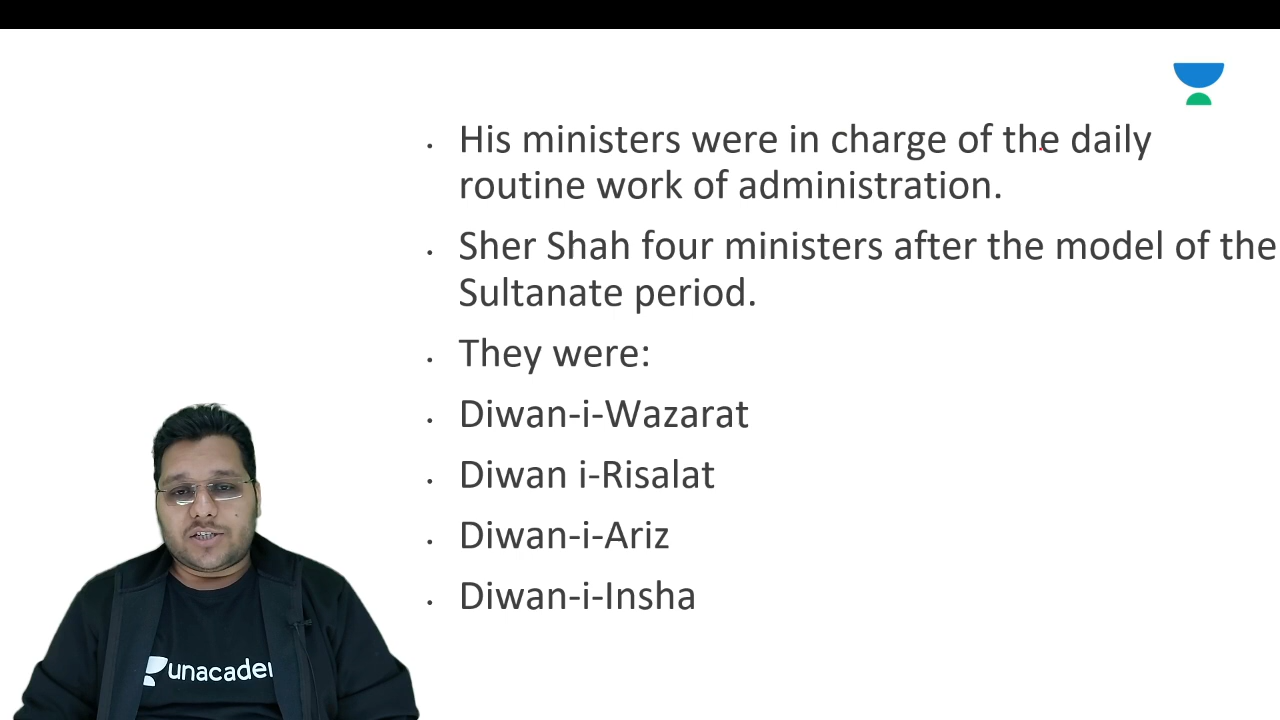 His ministers were in charge of the daily
routine work of administration.
Sher Shah four ministers after the model of the
Sultanate period.
They were:
Diwan-i-Wazarat
Diwan i-Risalat
Diwan-i-Ariz
Diwan-i-Insha
unacade